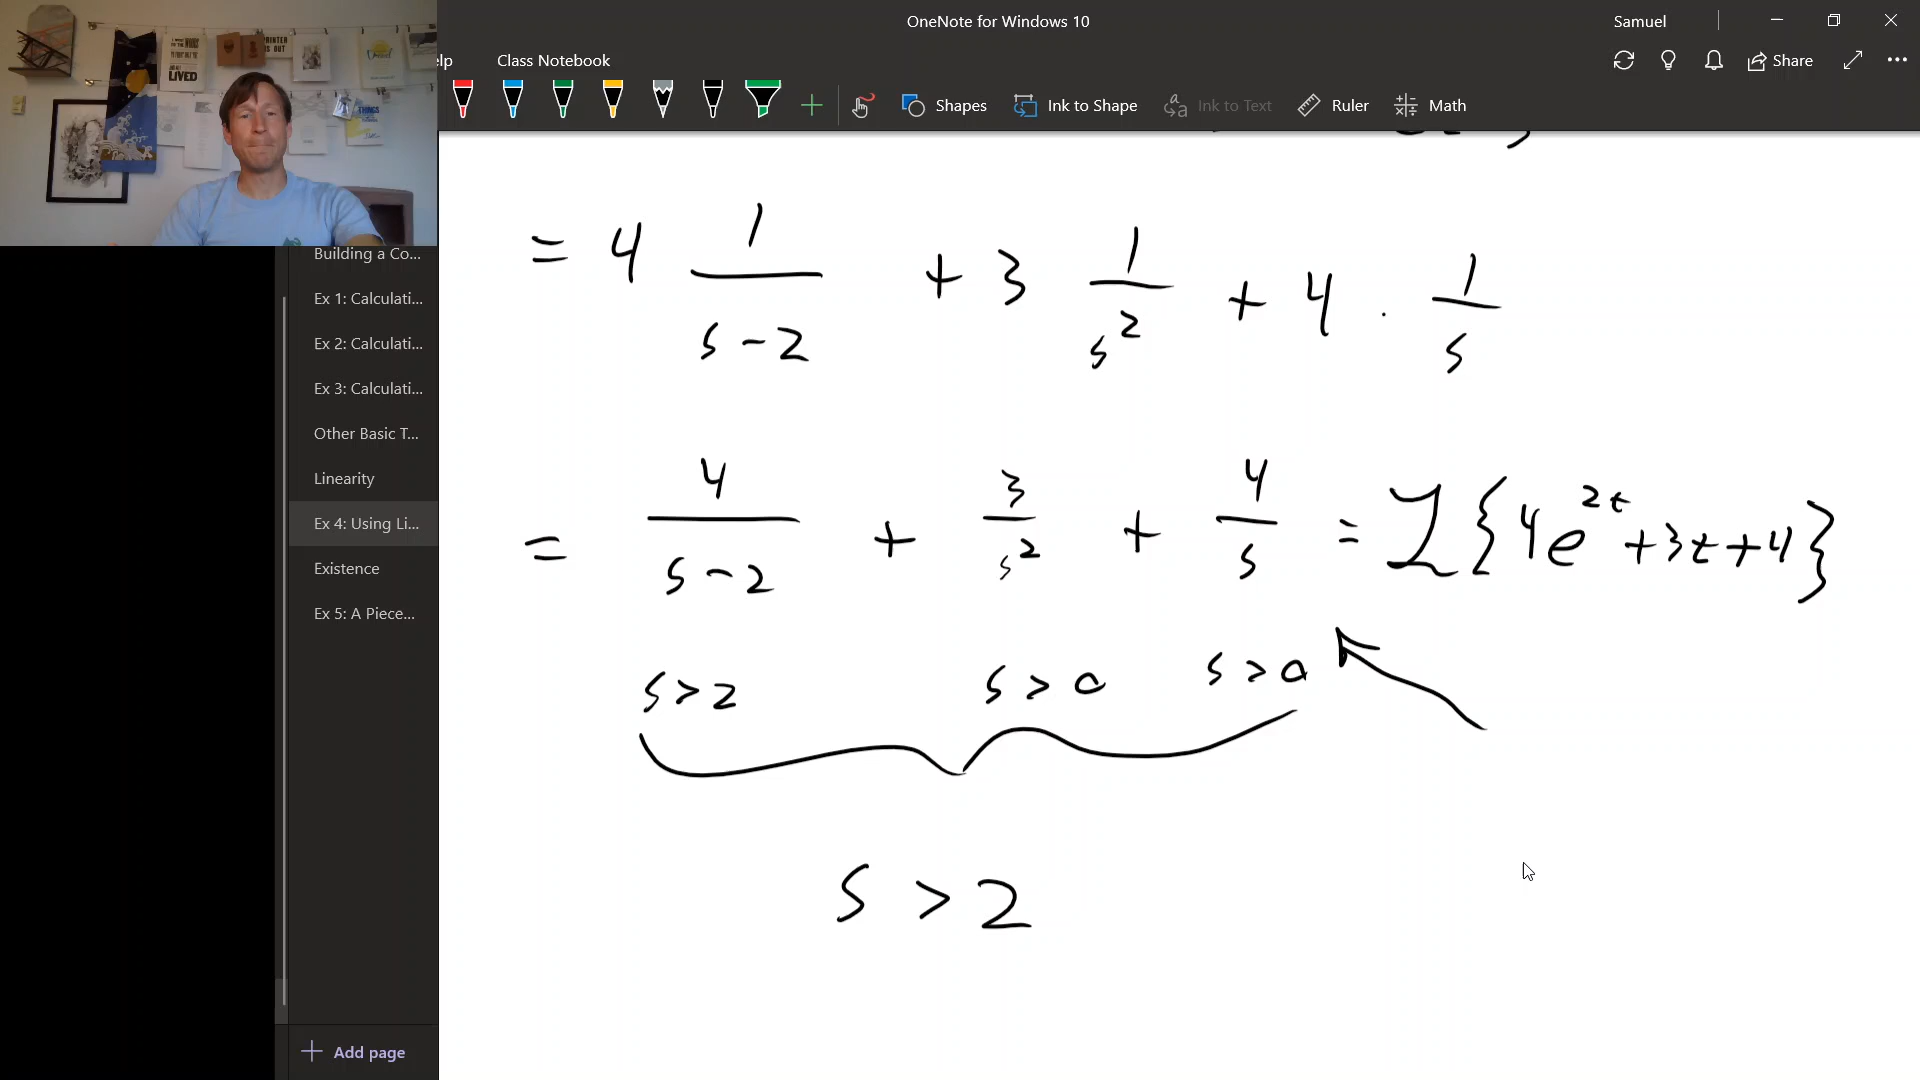 OneNote for Windows 10
Samuel
elp
Class Notebook
Share
Shapes
Ink to Shape
Ink to Text
Ruler
Math
LIVED
Building a Co...
Ex 1: Calculati...
Ex 2: Calculati...
Ex 3: Calculati...
Other Basic T...
Linearity
Ex 4: Using Li...
Existence
Ex 5: A Piece...
Add page
= 4 1/(s-2) + 3 1/s² + 4 · 1/s
= 4/(s-2) + 3/s² + 4/s = ℒ{4e^{2t}+3t+4}
s>2 s>0 s>0
s > 2